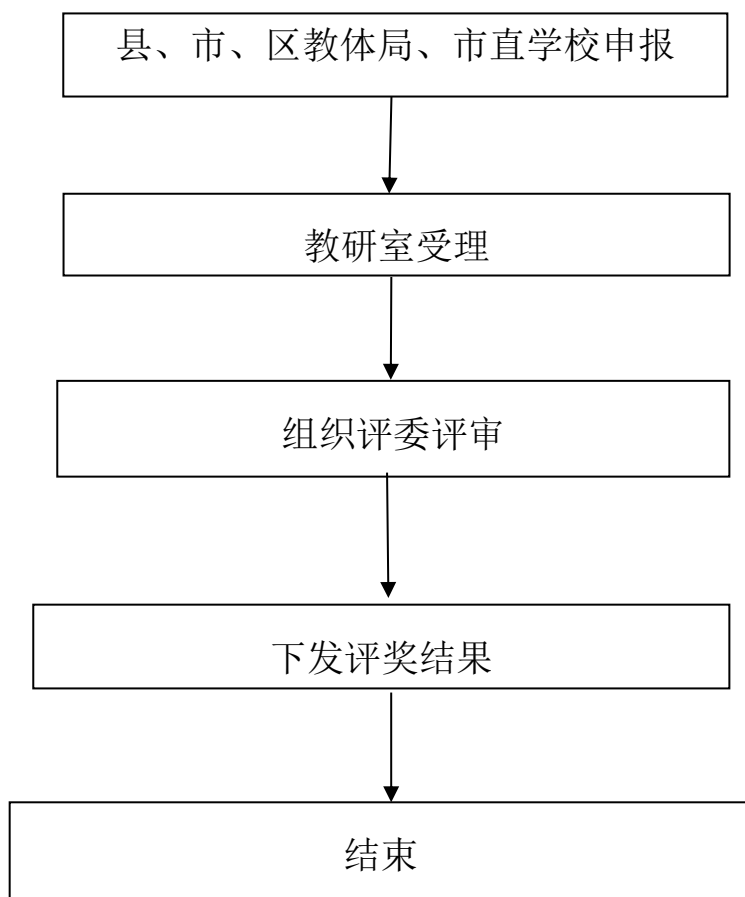 县、市、区教体局、市直学校申报
教研室受理
组织评委评审
下发评奖结果
结束